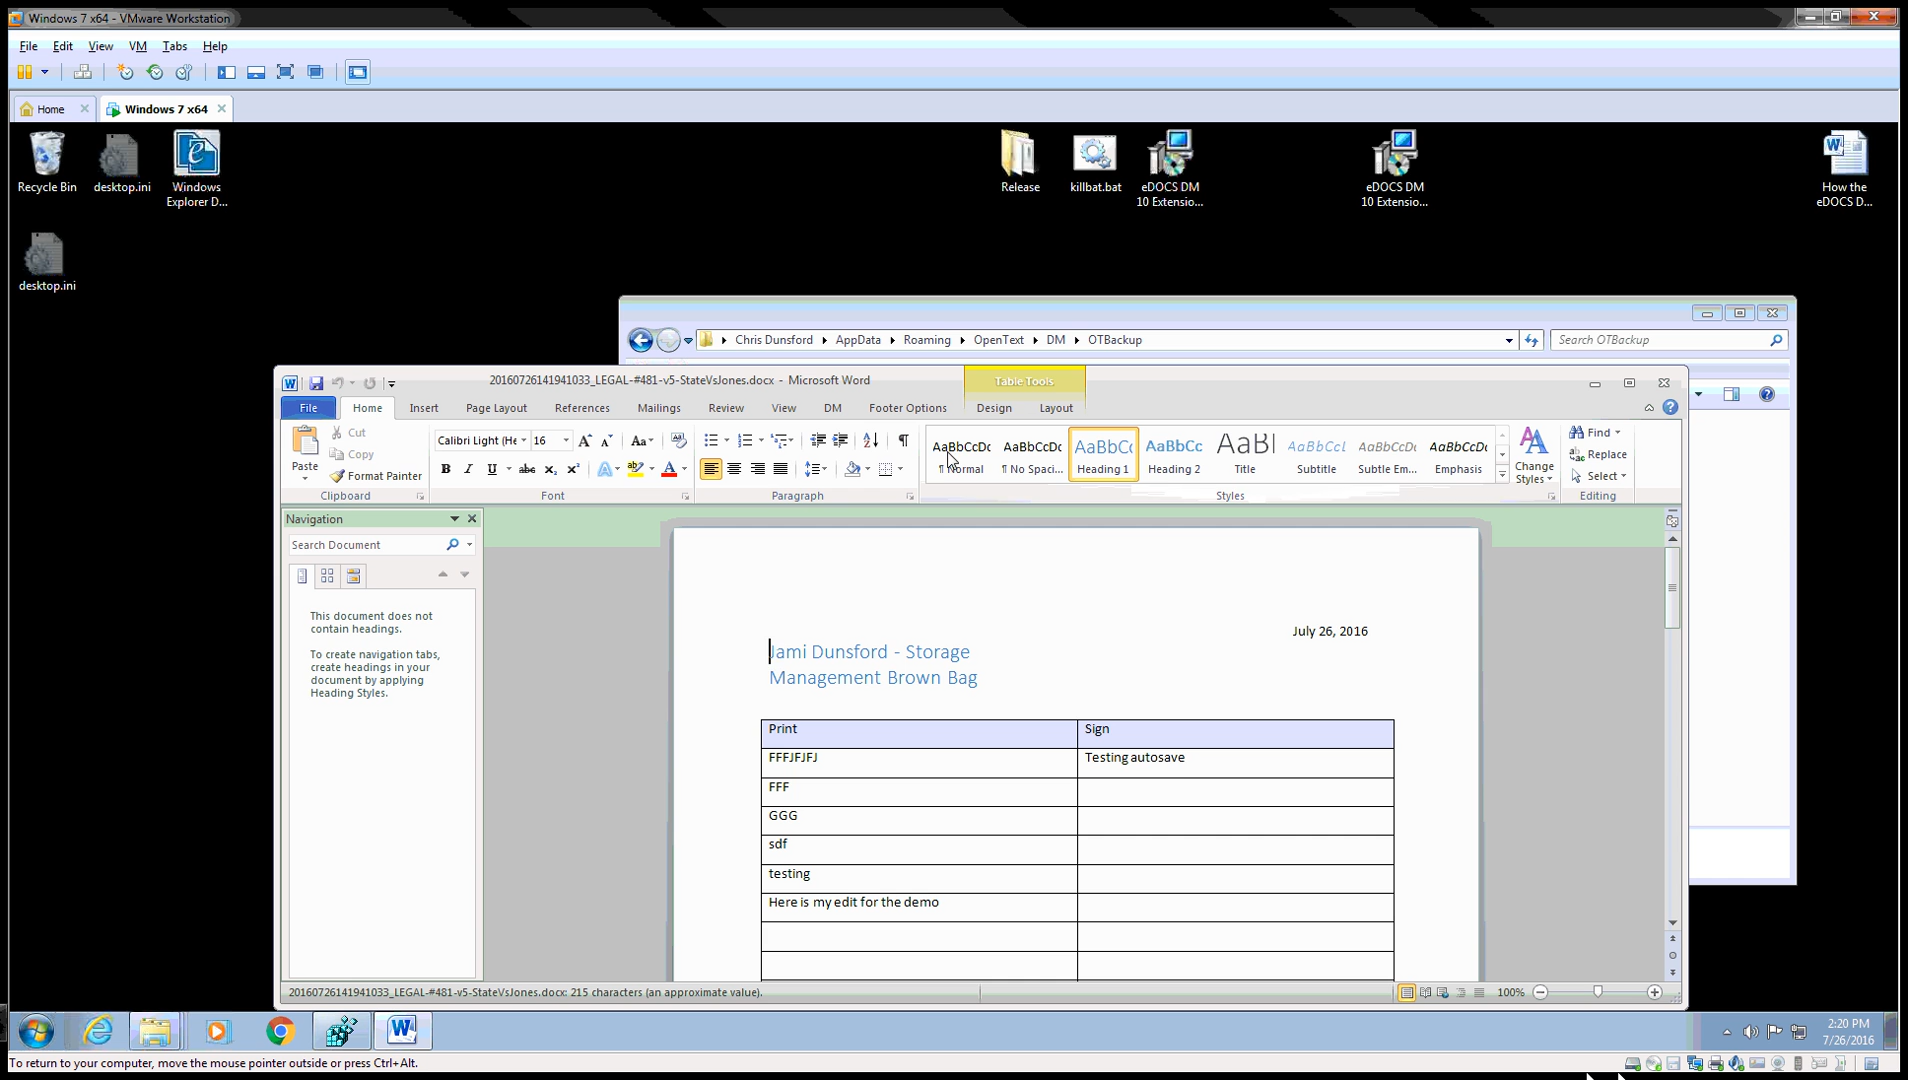 Windows 7 x64 - VMware Workstation
File Edit View VM Tabs Help
Home Windows 7 x64
Recycle Bin
desktop.ini
Windows
Explorer D...
Release
killbat.bat
eDOCS DM
10 Extensio...
eDOCS DM
10 Extensio...
How the
eDOCS D...
desktop.ini
Chris Dunsford AppData Roaming OpenText DM OTBackup Search OTBackup
20160726141941033_LEGAL-#481-v5-StateVsJones.docx - Microsoft Word Table Tools
File Home Insert Page Layout References Mailings Review View DM Footer Options Design Layout
Paste
Cut
Copy
Format Painter
Clipboard
Calibri Light (He 16
Font
Paragraph
AaBbCcDc AaBbCcDc AaBbC AaBbCc AaBl AaBbCcL AaBbCcDc AaBbCcDc
¶ Normal ¶ No Spaci... Heading 1 Heading 2 Title Subtitle Subtle Em... Emphasis
Change
Styles
Styles
Find
Replace
Select
Editing
Navigation
Search Document
This document does not
contain headings.
To create navigation tabs,
create headings in your
document by applying
Heading Styles.
July 26, 2016
Jami Dunsford - Storage
Management Brown Bag
Print Sign
FFFJFJFJ Testing autosave
FFF
GGG
sdf
testing
Here is my edit for the demo
20160726141941033_LEGAL-#481-v5-StateVsJones.docx: 215 characters (an approximate value). 100%
2:20 PM
7/26/2016
To return to your computer, move the mouse pointer outside or press Ctrl+Alt.